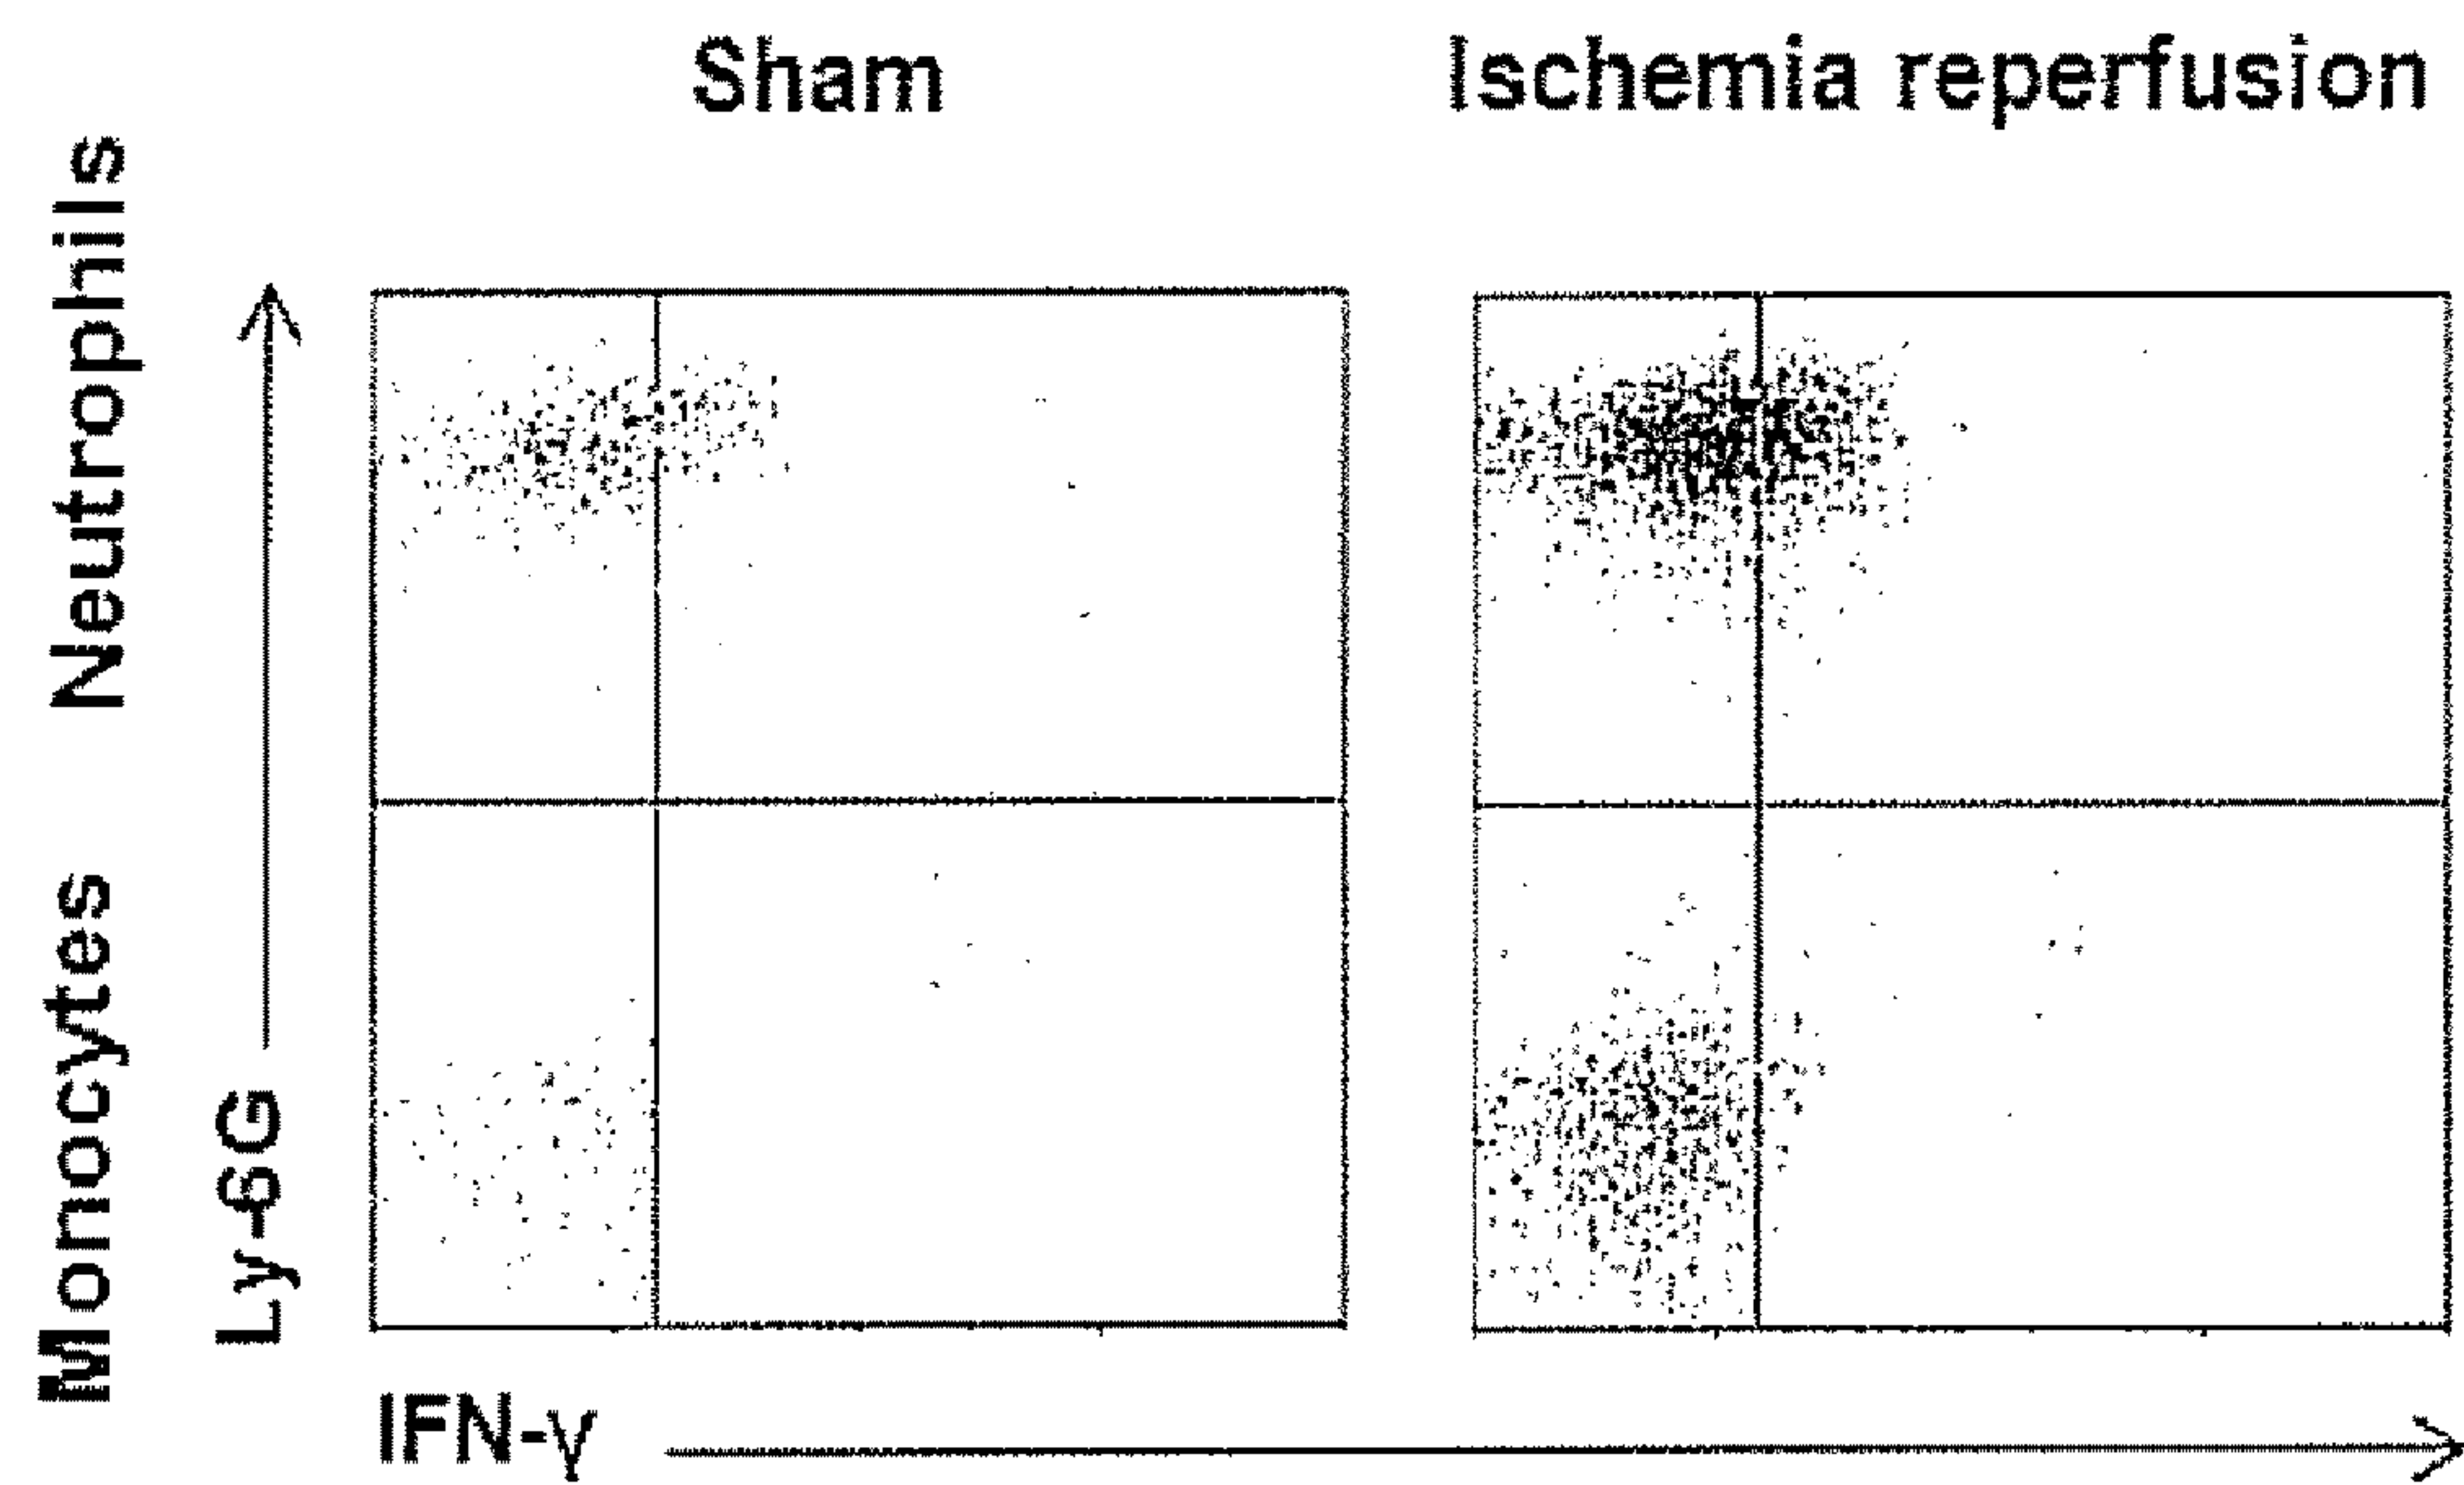 Sham
Ischemia reperfusion
Neutrophils
Monocytes
Ly-6G
IFN-γ